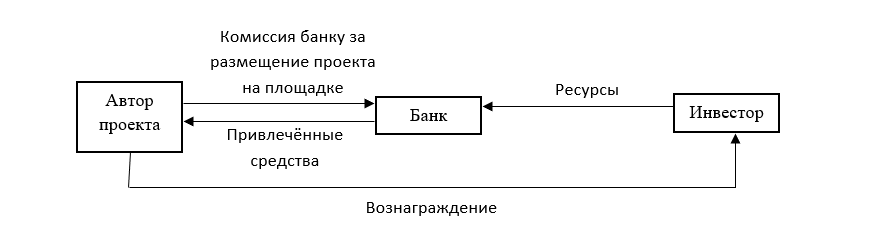 Комиссия банку за
размещение проекта
на площадке
Автор
проекта
Привлечённые
средства
Банк
Ресурсы
Инвестор
Вознаграждение